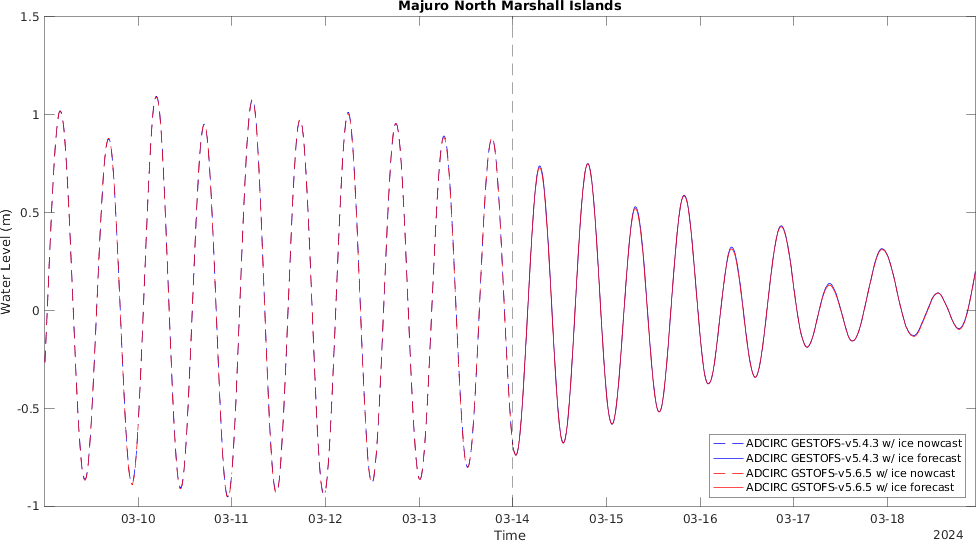 Majuro North Marshall Islands
1.5
1
0.5
0
-0.5
-1
Water Level (m)
ADCIRC GESTOFS-v5.4.3 w/ ice nowcast
ADCIRC GESTOFS-v5.4.3 w/ ice forecast
ADCIRC GSTOFS-v5.6.5 w/ ice nowcast
ADCIRC GSTOFS-v5.6.5 w/ ice forecast
03-10 03-11 03-12 03-13 03-14 03-15 03-16 03-17 03-18
Time
2024